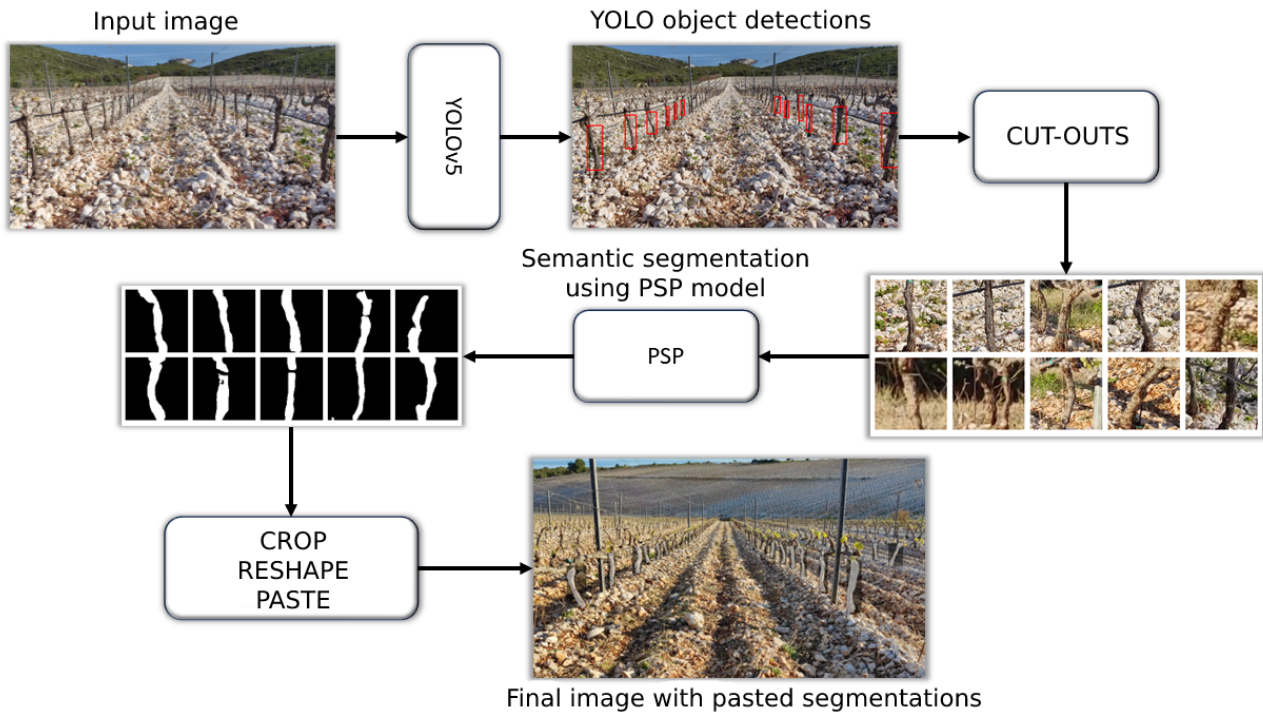 Input image
YOLO object detections
YOLOv5
CUT-OUTS
Semantic segmentation
using PSP model
PSP
CROP
RESHAPE
PASTE
Final image with pasted segmentations